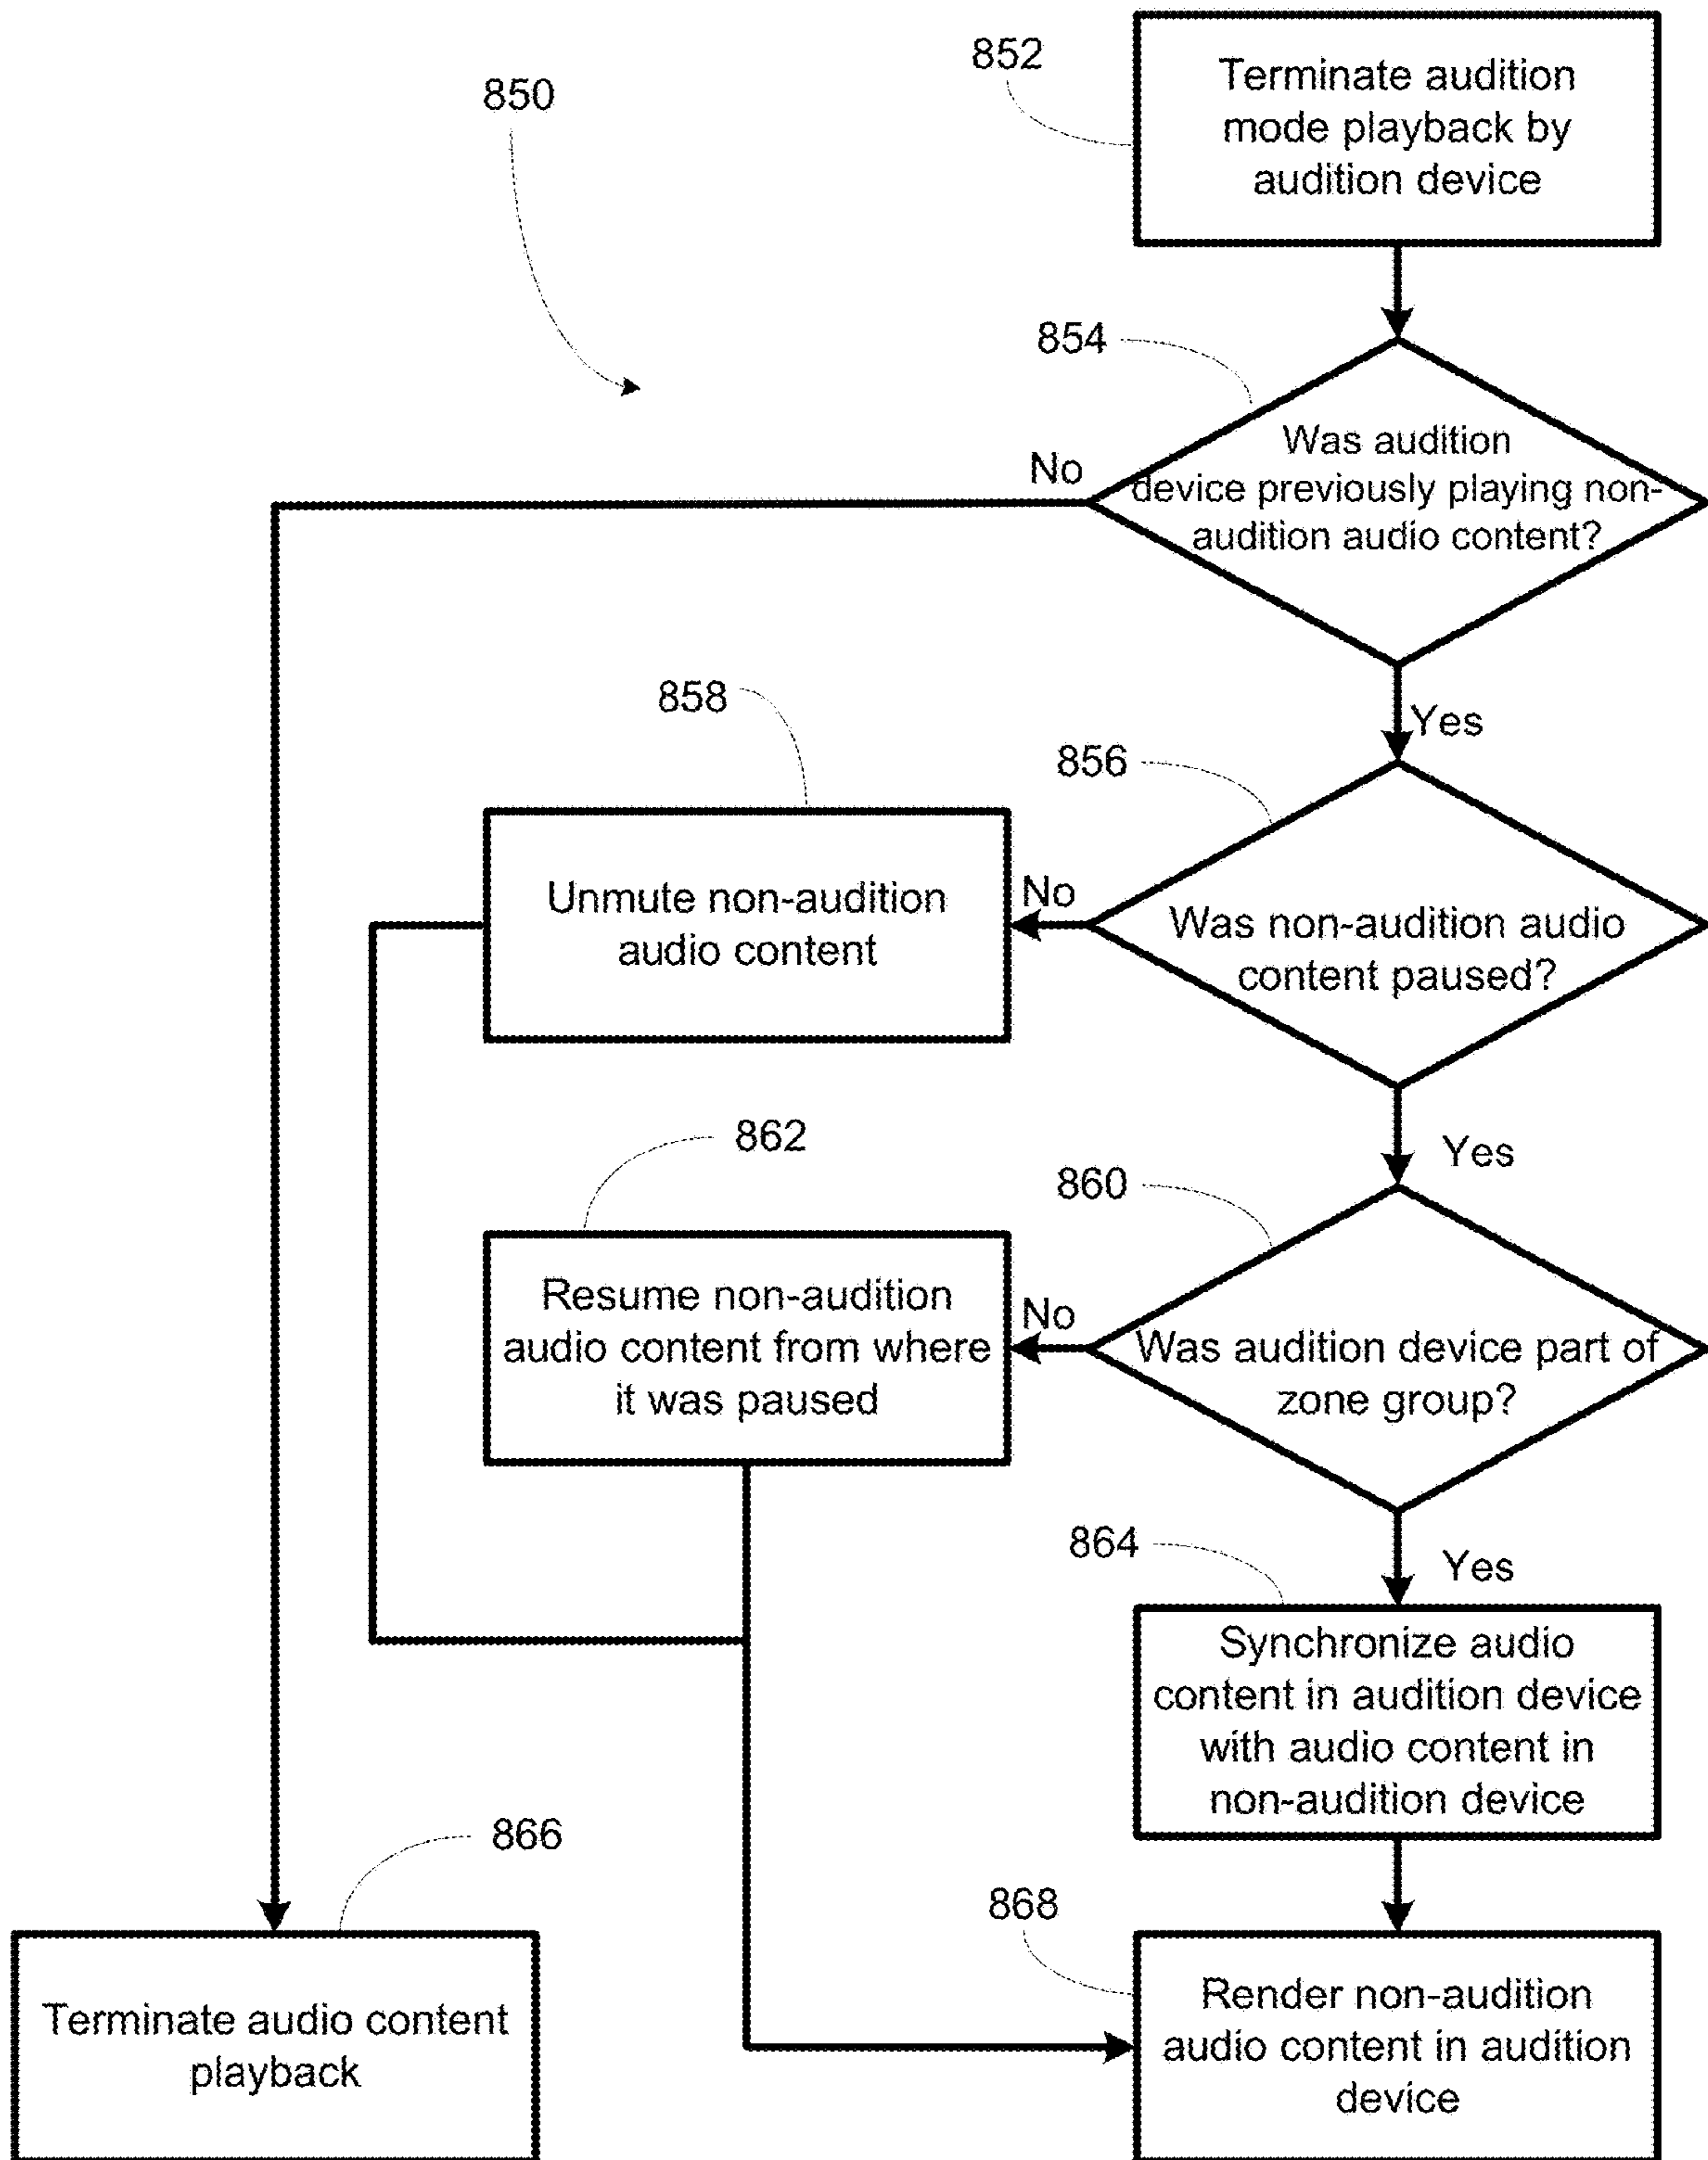 852
Terminate audition
mode playback by
audition device
850
854
Was audition
device previously playing non-
audition audio content?
No
Yes
858
856
Unmute non-audition
audio content
No
Was non-audition audio
content paused?
862
Yes
860
Resume non-audition
audio content from where
it was paused
No
Was audition device part of
zone group?
864
Yes
Synchronize audio
content in audition device
with audio content in
non-audition device
866
868
Terminate audio content
playback
Render non-audition
audio content in audition
device